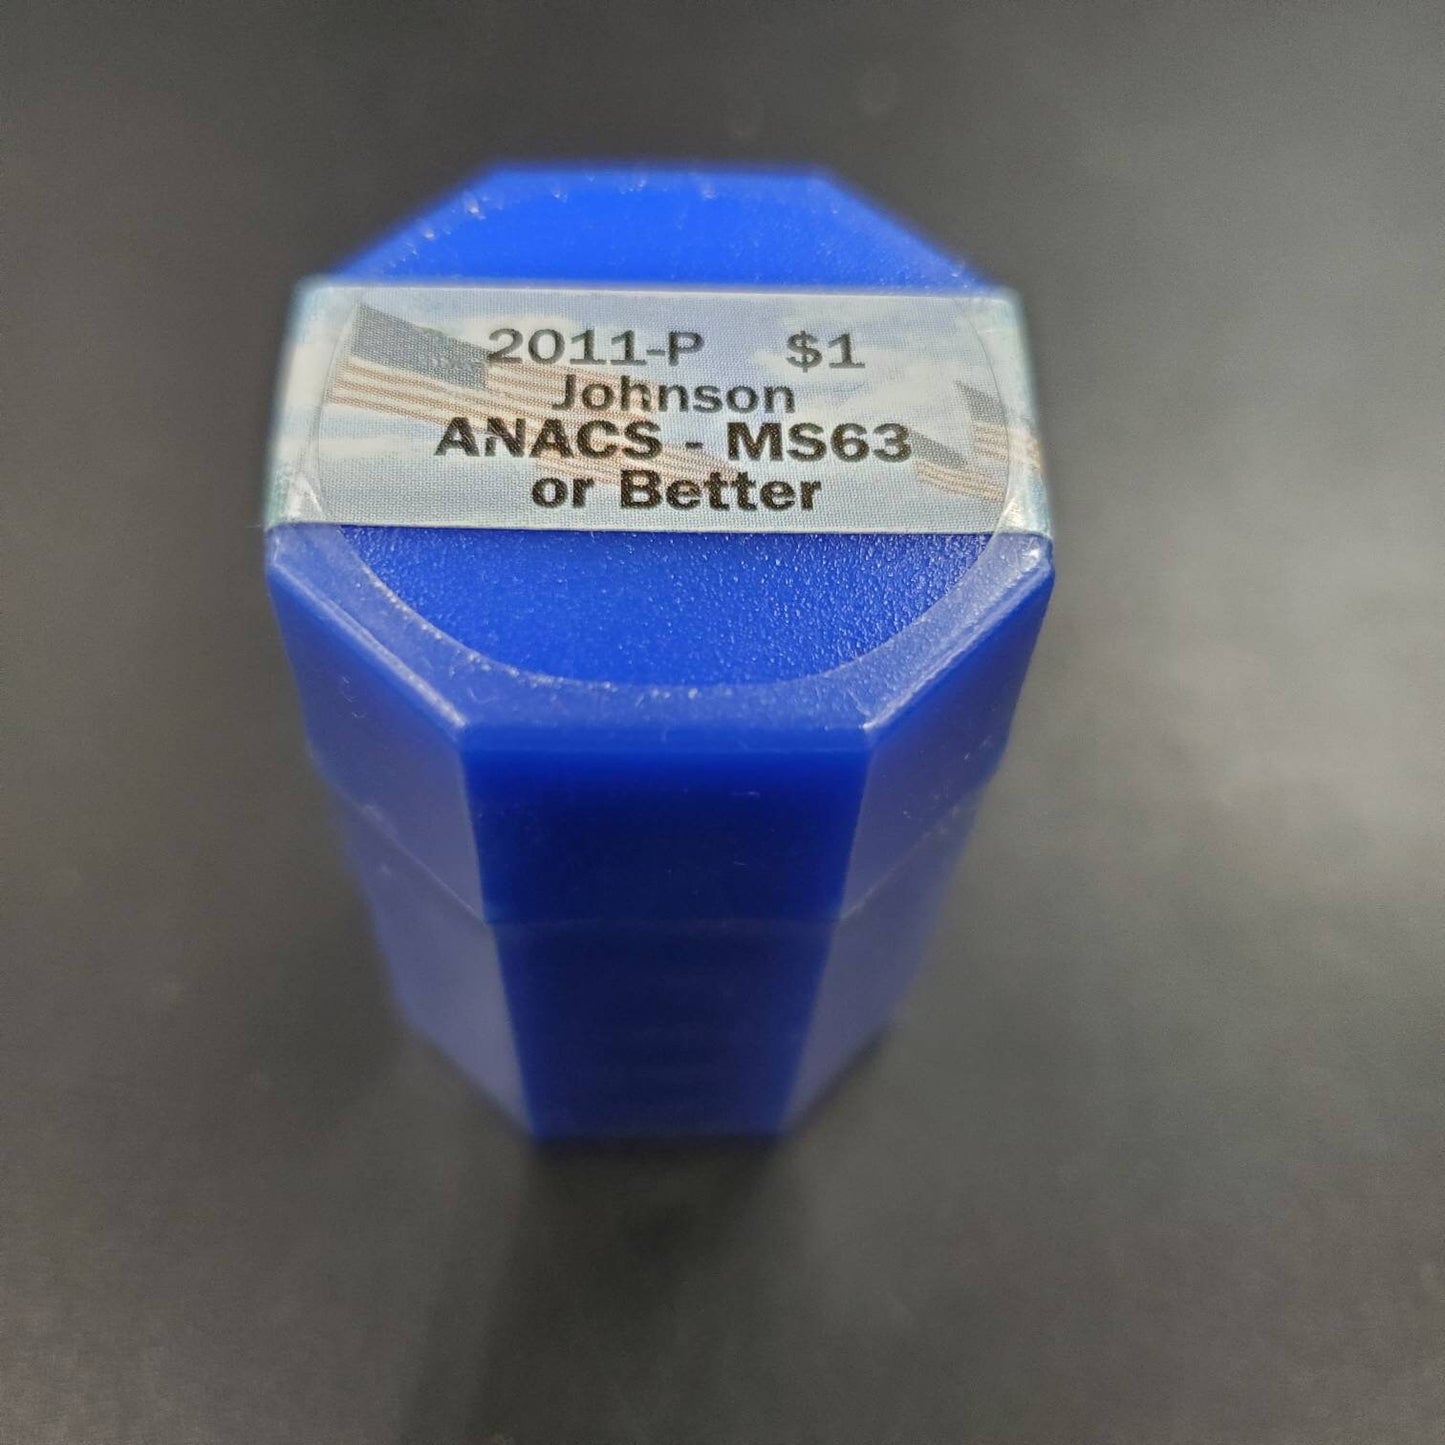 2011-P $1
Johnson
ANACS - MS63
or Better